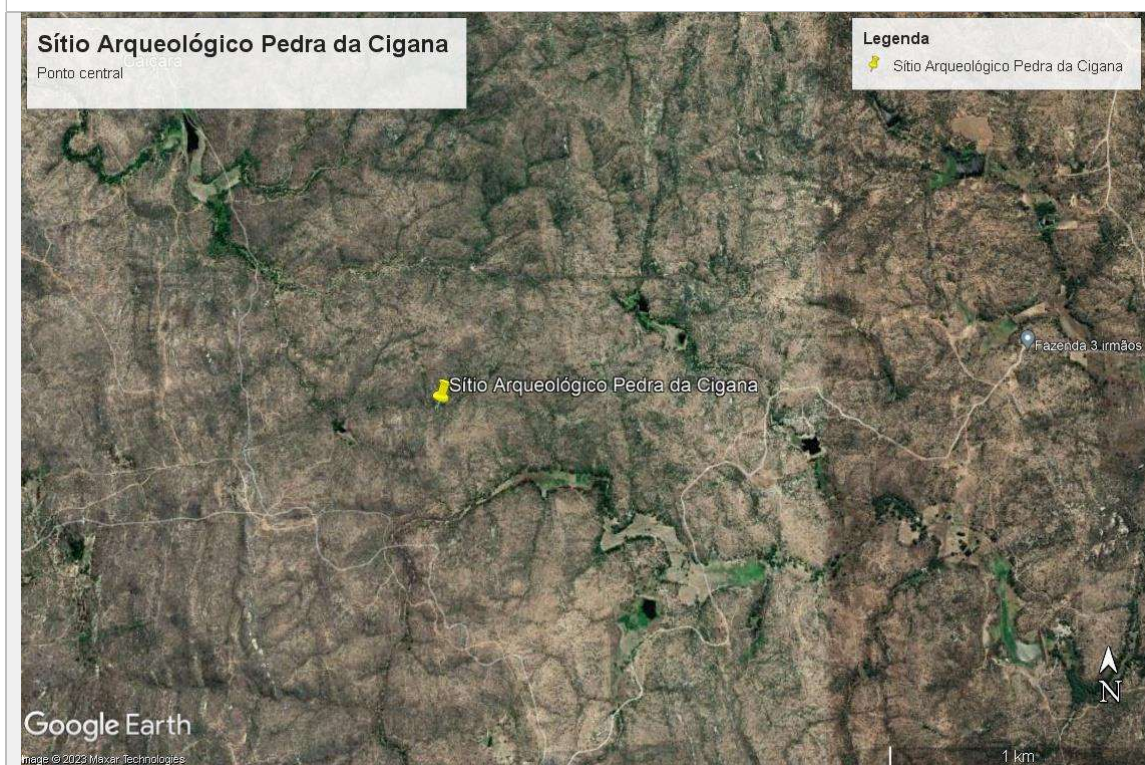 Sítio Arqueológico Pedra da Cigana
Caiçara
Ponto central
Legenda
Sítio Arqueológico Pedra da Cigana
Fazenda 3 irmãos
Sítio Arqueológico Pedra da Cigana
N
Google Earth
Image © 2023 Maxar Technologies
1 km